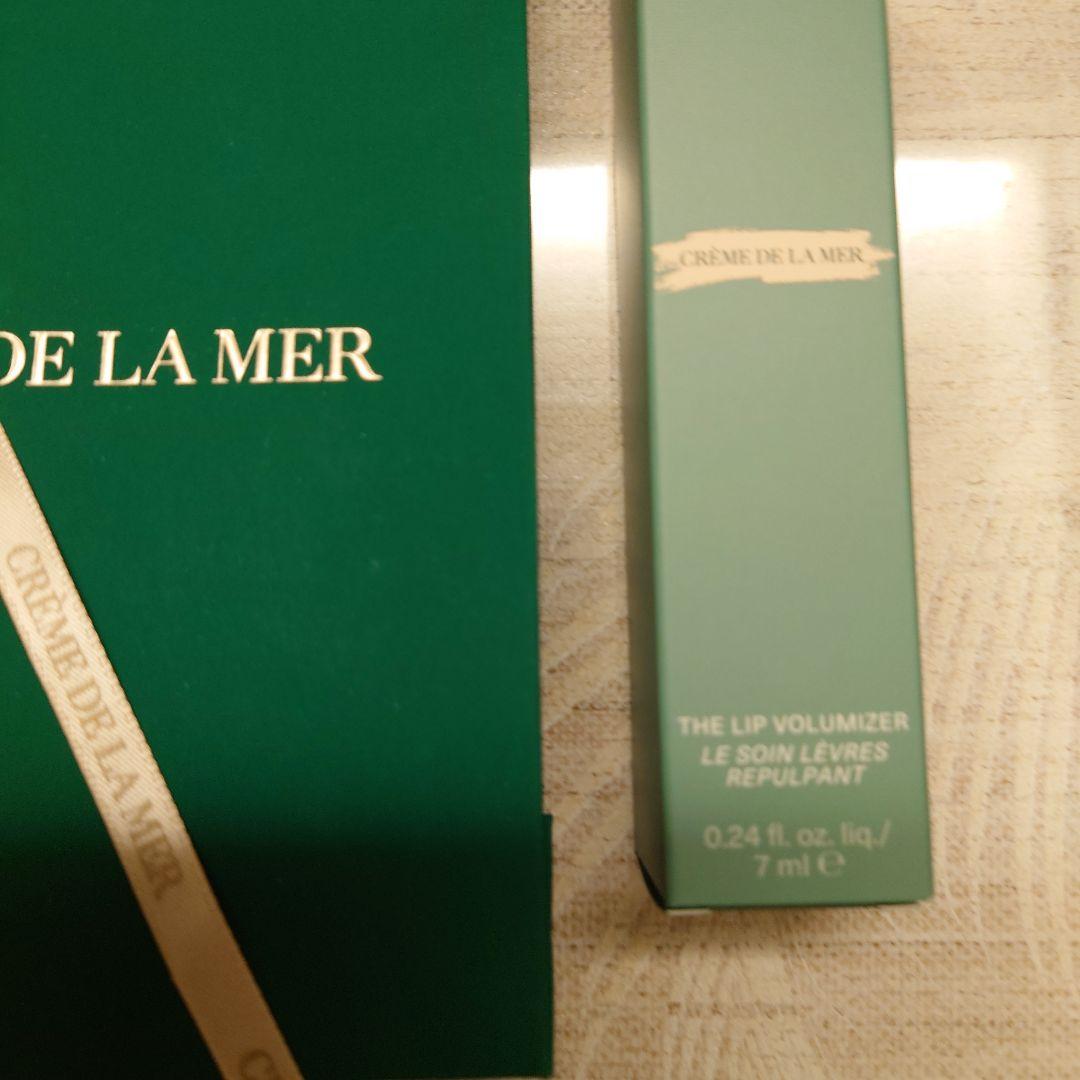 DE LA MER
CRÈME DE LA MER
C
CRÈME DE LA MER
THE LIP VOLUMIZER
LE SOIN LÈVRES
REPULPANT
0.24 fl. oz. liq./
7 ml ℮